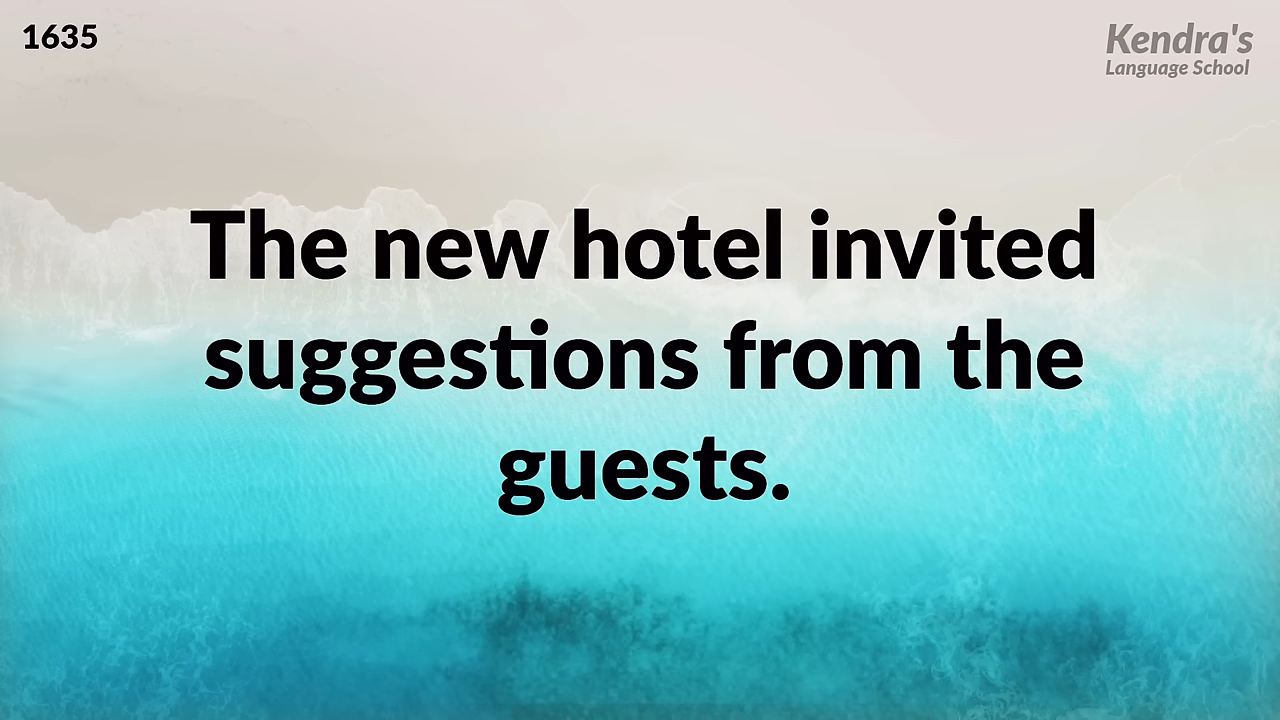 1635
Kendra's
Language School
The new hotel invited
suggestions from the
guests.